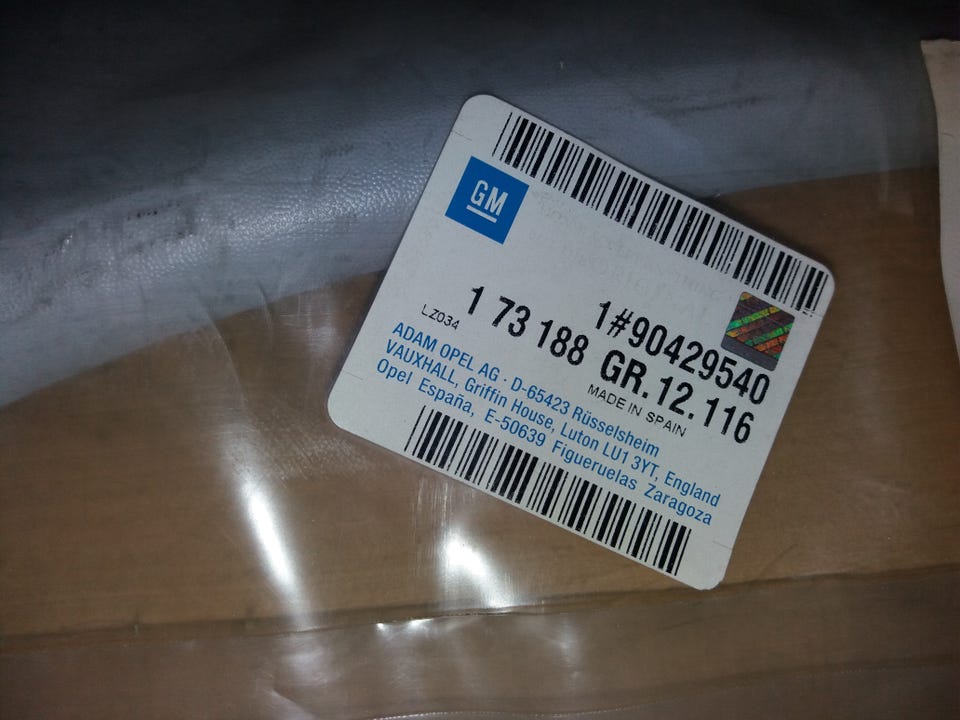 GM
1#90429540
1 73 188 GR.12.116
LZ034
MADE IN SPAIN
ADAM OPEL AG · D-65423 Rüsselsheim
VAUXHALL, Griffin House, Luton LU1 3YT, England
Opel España, E-50639 Figueruelas Zaragoza